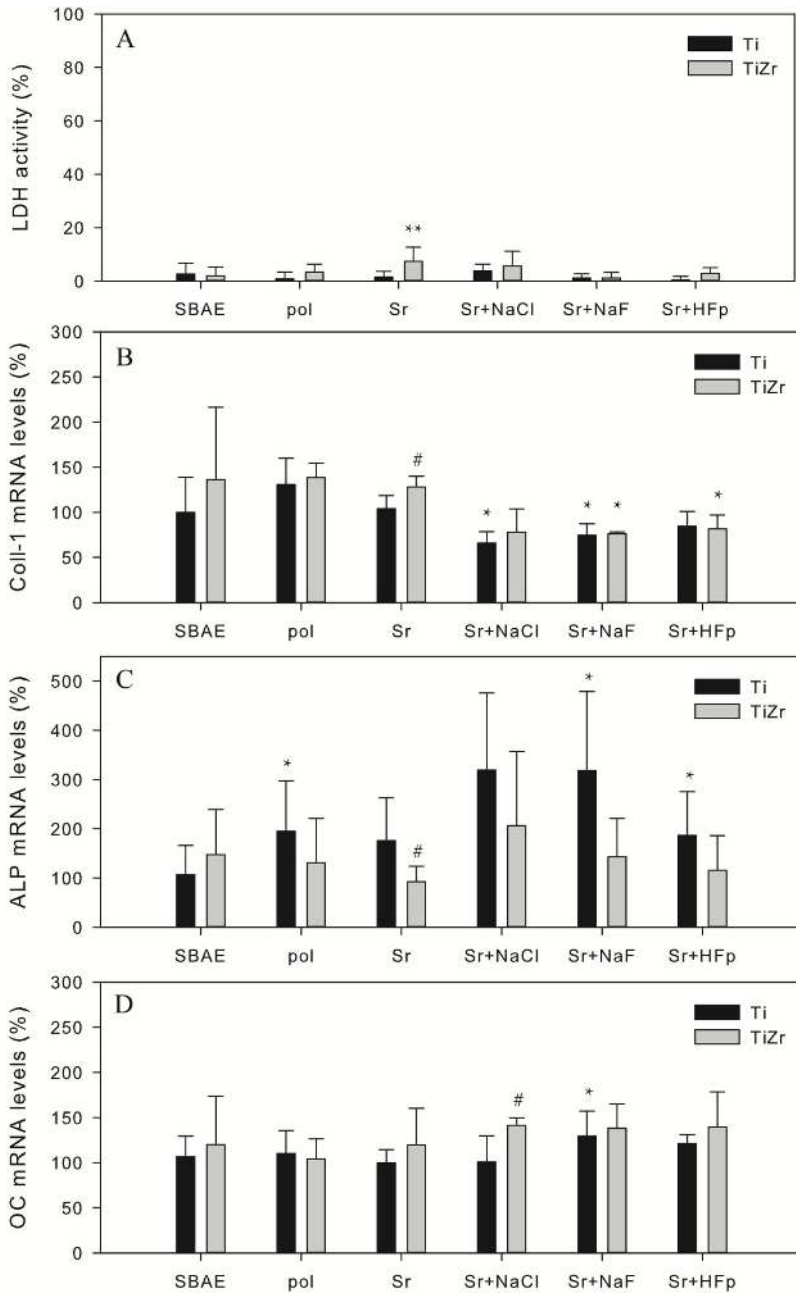 A
Ti
TiZr
LDH activity (%)
100
80
60
40
20
0
**
SBAE pol Sr Sr+NaCl Sr+NaF Sr+HFp
B
Ti
TiZr
Coll-1 mRNA levels (%)
300
250
200
150
100
50
0
# * * * *
SBAE pol Sr Sr+NaCl Sr+NaF Sr+HFp
C
Ti
TiZr
ALP mRNA levels (%)
500
400
300
200
100
0
* # * *
SBAE pol Sr Sr+NaCl Sr+NaF Sr+HFp
D
Ti
TiZr
OC mRNA levels (%)
300
250
200
150
100
50
0
# *
SBAE pol Sr Sr+NaCl Sr+NaF Sr+HFp